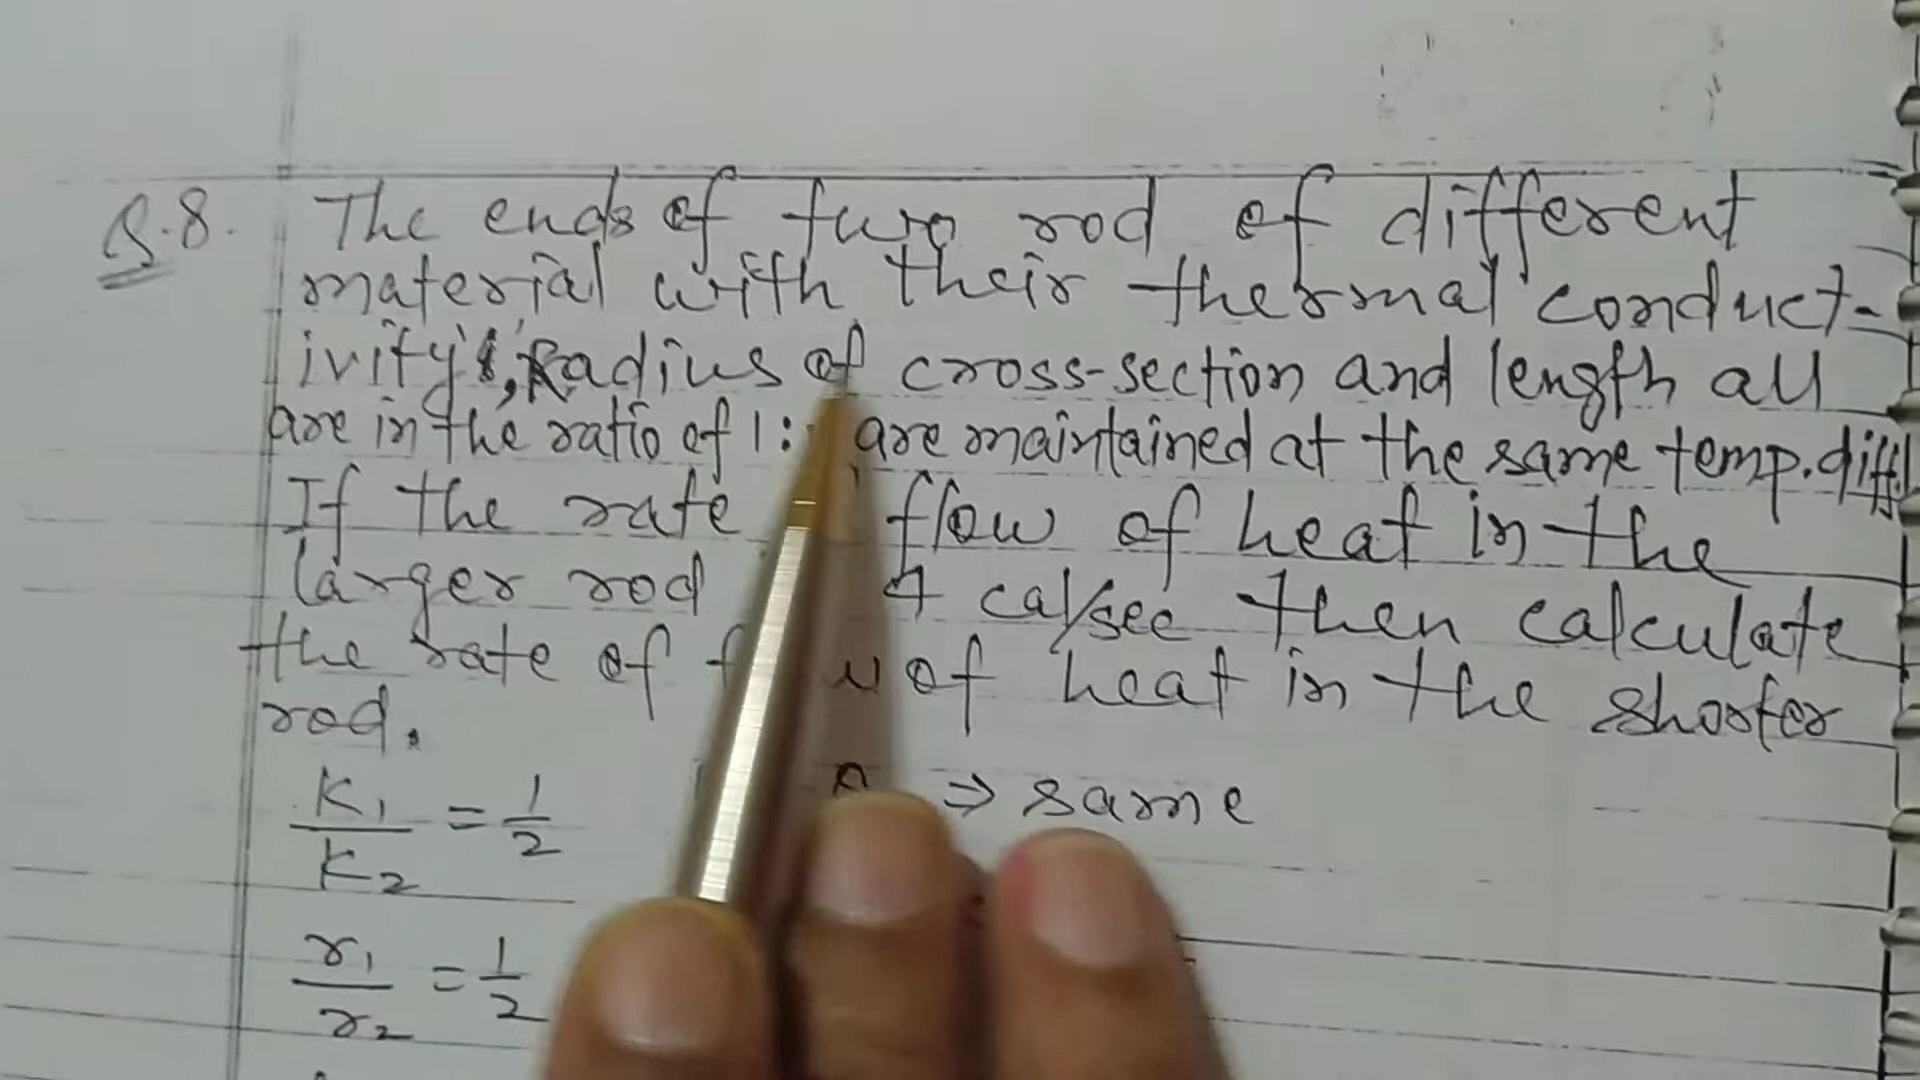 Q.8. The ends of two rod of different
material with their thermal conduct-
ivity's, Radius of cross-section and length all
are in the ratio of 1: are maintained at the same temp. diff.
If the rate flow of heat in the
larger rod 4 cal/sec then calculate
the rate of of heat in the shorter
rod.
K1/K2 = 1/2 ⇒ same
r1/r2 = 1/2